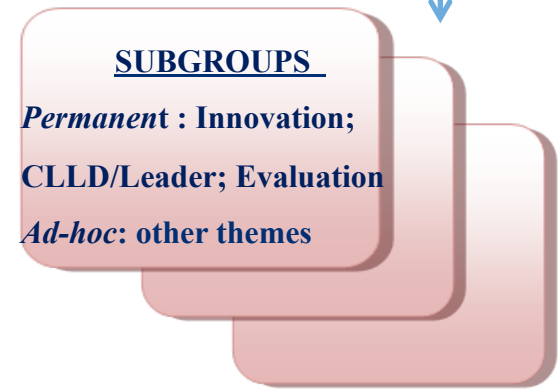 SUBGROUPS
Permanent : Innovation;
CLLD/Leader; Evaluation
Ad-hoc: other themes